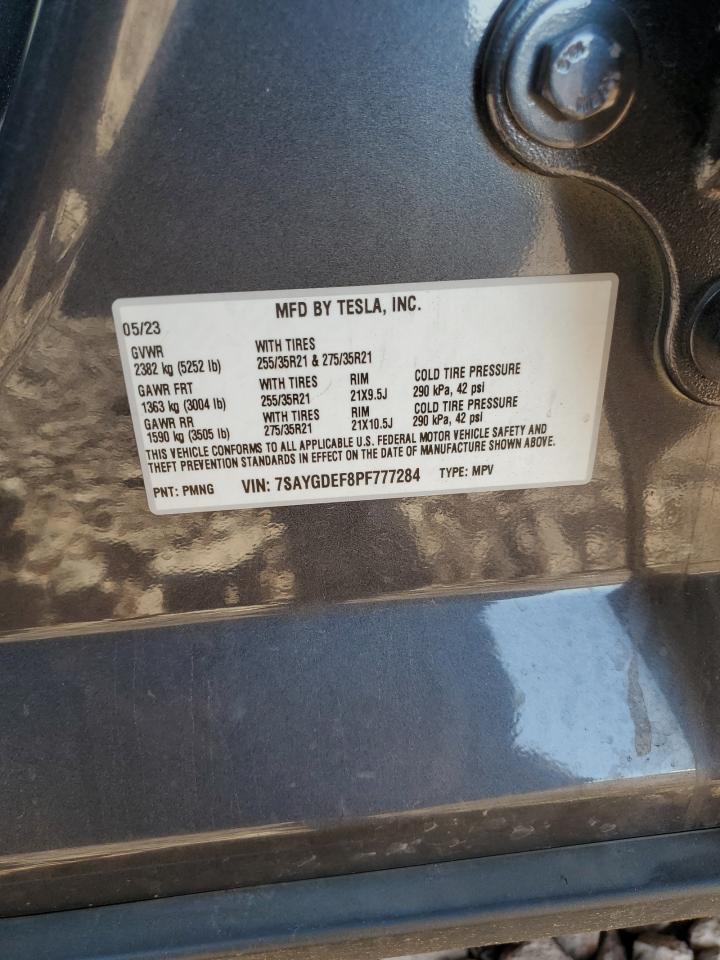 MFD BY TESLA, INC.
05/23
GVWR WITH TIRES
2382 kg (5252 lb) 255/35R21 & 275/35R21
GAWR FRT WITH TIRES RIM COLD TIRE PRESSURE
1363 kg (3004 lb) 255/35R21 21X9.5J 290 kPa, 42 psi
GAWR RR WITH TIRES RIM COLD TIRE PRESSURE
1590 kg (3505 lb) 275/35R21 21X10.5J 290 kPa, 42 psi
THIS VEHICLE CONFORMS TO ALL APPLICABLE U.S. FEDERAL MOTOR VEHICLE SAFETY AND
THEFT PREVENTION STANDARDS IN EFFECT ON THE DATE OF MANUFACTURE SHOWN ABOVE.
PNT: PMNG VIN: 7SAYGDEF8PF777284 TYPE: MPV